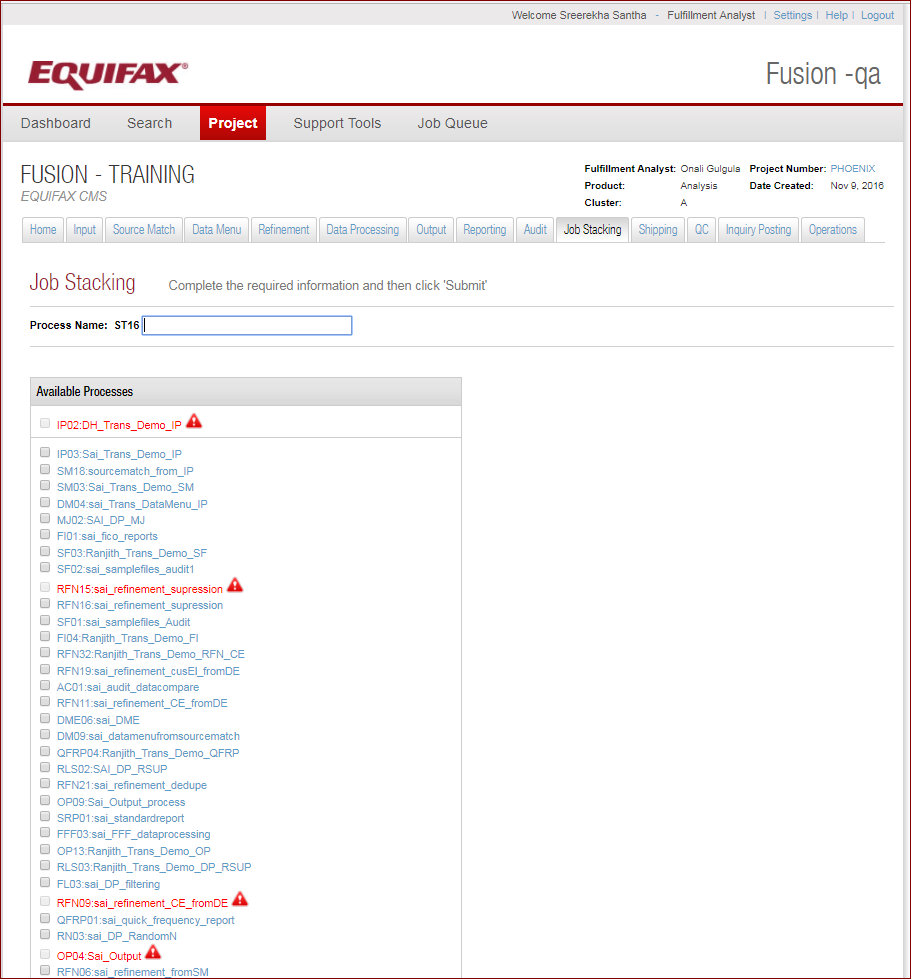 Welcome Sreerekha Santha - Fulfillment Analyst | Settings | Help | Logout
EQUIFAX®
Fusion -qa
Dashboard Search Project Support Tools Job Queue
FUSION - TRAINING
EQUIFAX CMS
Fulfillment Analyst: Onali Gulgula Project Number: PHOENIX
Product: Analysis Date Created: Nov 9, 2016
Cluster: A
Home Input Source Match Data Menu Refinement Data Processing Output Reporting Audit Job Stacking Shipping QC Inquiry Posting Operations
Job Stacking Complete the required information and then click 'Submit'
Process Name: ST16
Available Processes
IP02:DH_Trans_Demo_IP
IP03:Sai_Trans_Demo_IP
SM18:sourcematch_from_IP
SM03:Sai_Trans_Demo_SM
DM04:sai_Trans_DataMenu_IP
MJ02:SAI_DP_MJ
FI01:sai_fico_reports
SF03:Ranjith_Trans_Demo_SF
SF02:sai_samplefiles_audit1
RFN15:sai_refinement_supression
RFN16:sai_refinement_supression
SF01:sai_samplefiles_Audit
FI04:Ranjith_Trans_Demo_FI
RFN32:Ranjith_Trans_Demo_RFN_CE
RFN19:sai_refinement_cusEI_fromDE
AC01:sai_audit_datacompare
RFN11:sai_refinement_CE_fromDE
DME06:sai_DME
DM09:sai_datamenufromsourcematch
QFRP04:Ranjith_Trans_Demo_QFRP
RLS02:SAI_DP_RSUP
RFN21:sai_refinement_dedupe
OP09:Sai_Output_process
SRP01:sai_standardreport
FFF03:sai_FFF_dataprocessing
OP13:Ranjith_Trans_Demo_OP
RLS03:Ranjith_Trans_Demo_DP_RSUP
FL03:sai_DP_filtering
RFN09:sai_refinement_CE_fromDE
QFRP01:sai_quick_frequency_report
RN03:sai_DP_RandomN
OP04:Sai_Output
RFN06:sai_refinement_fromSM